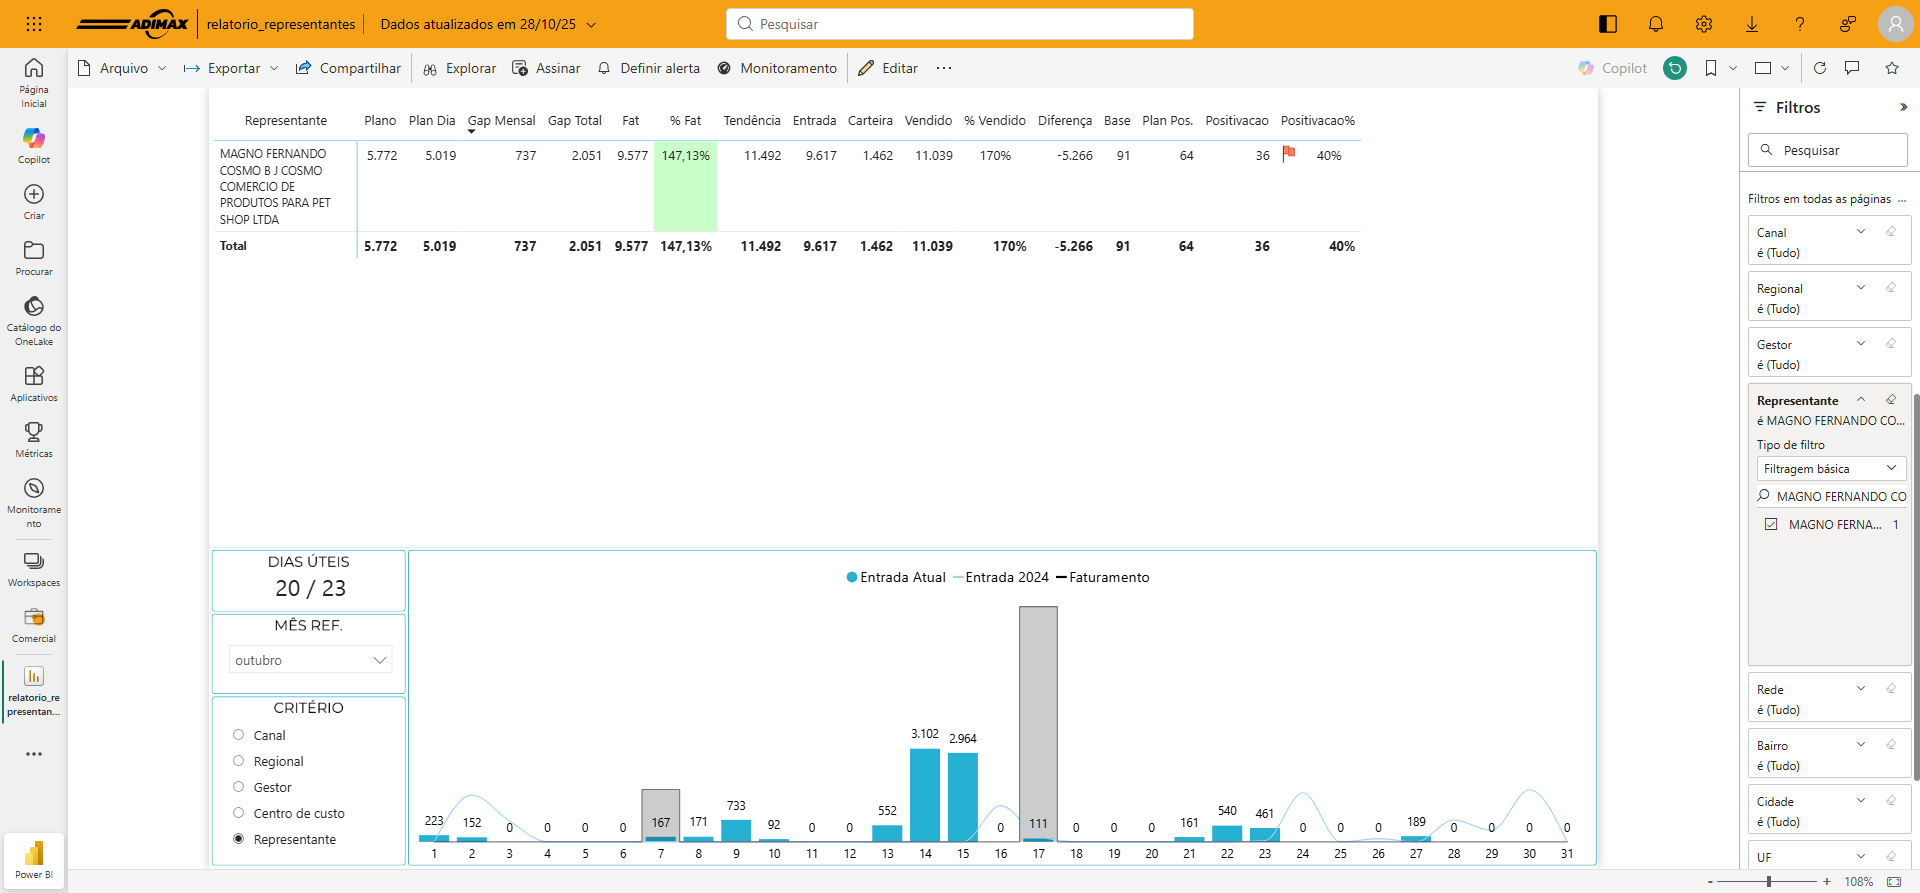 ADIMAX
relatorio_representantes
Dados atualizados em 28/10/25
Pesquisar
Arquivo
Exportar
Compartilhar
Explorar
Assinar
Definir alerta
Monitoramento
Editar
Copilot
Página
Inicial
Copilot
Criar
Procurar
Catálogo do
OneLake
Aplicativos
Métricas
Monitorame
nto
Workspaces
Comercial
relatorio_re
presentan...
Power BI
Representante Plano Plan Dia Gap Mensal Gap Total Fat % Fat Tendência Entrada Carteira Vendido % Vendido Diferença Base Plan Pos. Positivacao Positivacao%
MAGNO FERNANDO 5.772 5.019 737 2.051 9.577 147,13% 11.492 9.617 1.462 11.039 170% -5.266 91 64 36 40%
COSMO B J COSMO
COMERCIO DE
PRODUTOS PARA PET
SHOP LTDA
Total 5.772 5.019 737 2.051 9.577 147,13% 11.492 9.617 1.462 11.039 170% -5.266 91 64 36 40%
DIAS ÚTEIS
20 / 23
MÊS REF.
outubro
CRITÉRIO
Canal
Regional
Gestor
Centro de custo
Representante
Entrada Atual Entrada 2024 Faturamento
223 152 0 0 0 0 167 171 733 92 0 0 552 3.102 2.964 0 111 0 0 0 161 540 461 0 0 0 189 0 0 0 0
1 2 3 4 5 6 7 8 9 10 11 12 13 14 15 16 17 18 19 20 21 22 23 24 25 26 27 28 29 30 31
Filtros
Pesquisar
Filtros em todas as páginas ...
Canal
é (Tudo)
Regional
é (Tudo)
Gestor
é (Tudo)
Representante
é MAGNO FERNANDO CO...
Tipo de filtro
Filtragem básica
MAGNO FERNANDO CO
MAGNO FERNA... 1
Rede
é (Tudo)
Bairro
é (Tudo)
Cidade
é (Tudo)
UF
- + 108%